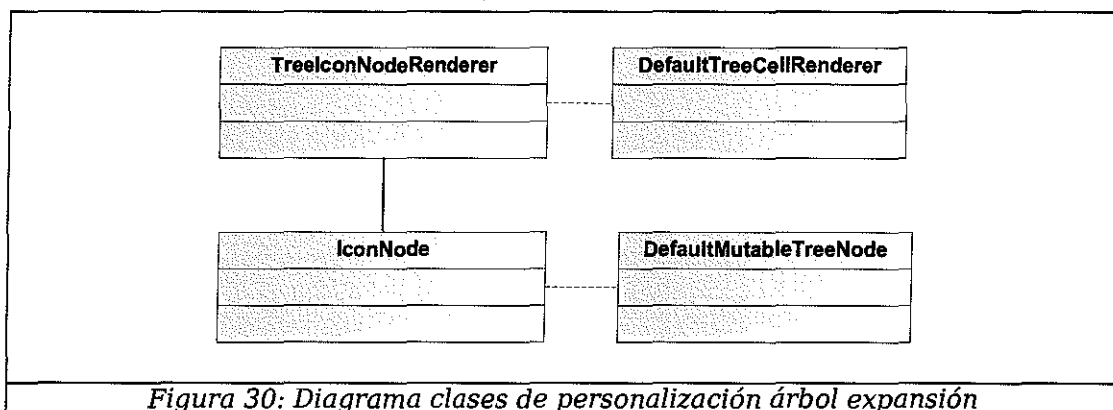 TreeIconNodeRenderer
DefaultTreeCellRenderer
IconNode
DefaultMutableTreeNode
Figura 30: Diagrama clases de personalización árbol expansión